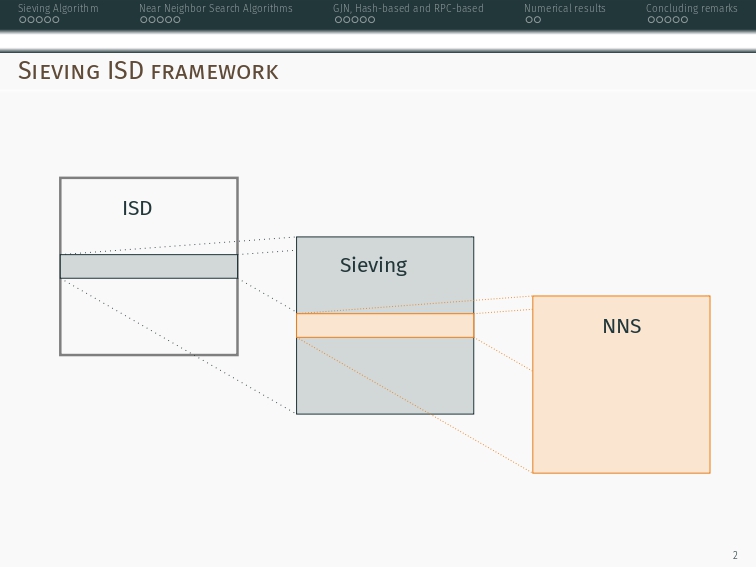 Sieving Algorithm Near Neighbor Search Algorithms GJN, Hash-based and RPC-based Numerical results Concluding remarks
Sieving ISD framework
ISD
Sieving
NNS
2